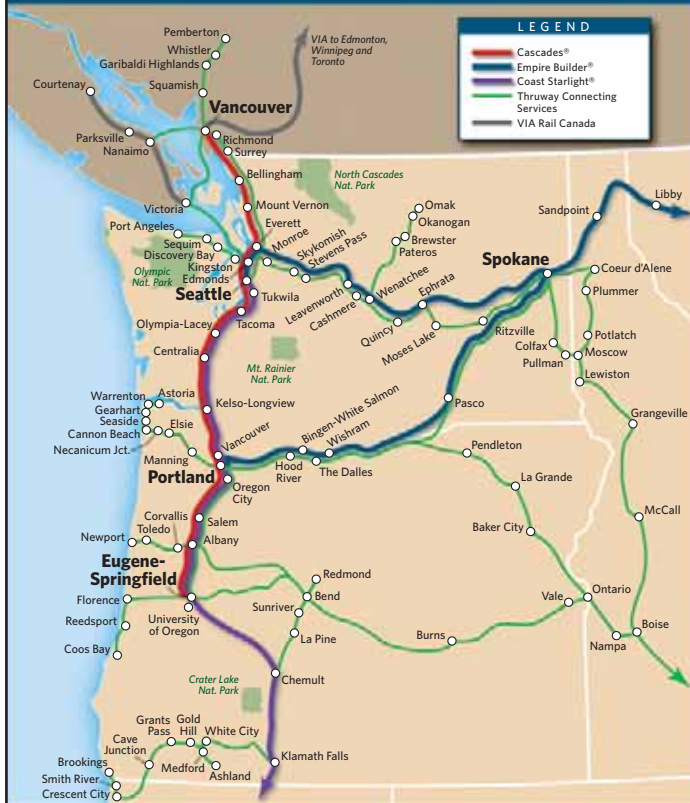 LEGEND
Cascades®
Empire Builder®
Coast Starlight®
Thruway Connecting
Services
VIA Rail Canada
VIA to Edmonton,
Winnipeg and
Toronto
Pemberton
Whistler
Garibaldi Highlands
Squamish
Courtenay
Vancouver
Parksville
Nanaimo
Richmond
Surrey
Bellingham
North Cascades
Nat. Park
Victoria
Mount Vernon
Everett
Port Angeles
Sequim
Discovery Bay
Kingston
Edmonds
Olympic
Nat. Park
Seattle
Monroe
Skykomish
Stevens Pass
Omak
Okanogan
Brewster
Pateros
Sandpoint
Libby
Spokane
Coeur d'Alene
Plummer
Leavenworth
Cashmere
Wenatchee
Ephrata
Quincy
Moses Lake
Ritzville
Tukwila
Tacoma
Olympia-Lacey
Centralia
Mt. Rainier
Nat. Park
Colfax
Pullman
Potlatch
Moscow
Lewiston
Grangeville
Warrenton
Astoria
Gearhart
Seaside
Cannon Beach
Elsie
Necanicum Jct.
Manning
Kelso-Longview
Vancouver
Portland
Bingen-White Salmon
Wishram
Hood
River
The Dalles
Pasco
Oregon
City
Pendleton
La Grande
Baker City
McCall
Corvallis
Toledo
Newport
Salem
Albany
Eugene-
Springfield
Florence
Reedsport
Coos Bay
University
of Oregon
Redmond
Bend
Sunriver
La Pine
Burns
Vale
Ontario
Nampa
Boise
Crater Lake
Nat. Park
Chemult
Grants
Pass
Gold
Hill
White City
Cave
Junction
Medford
Ashland
Klamath Falls
Brookings
Smith River
Crescent City